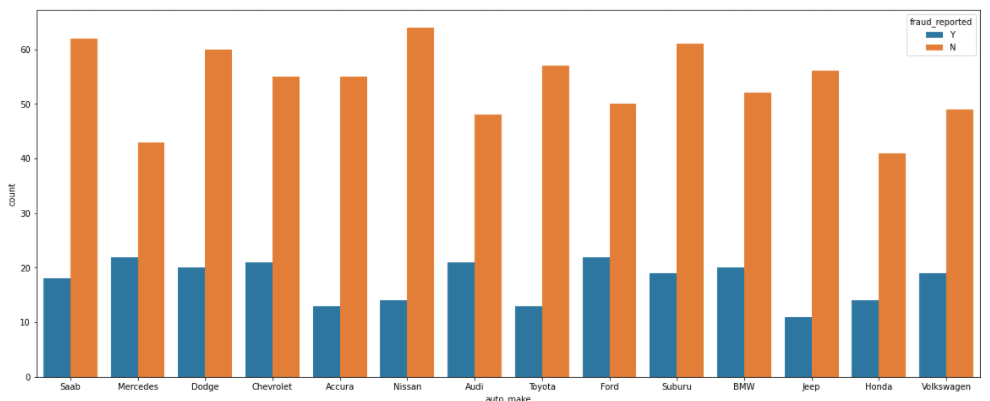 fraud_reported
Y
N
60
50
40
30
20
10
0
count
Saab Mercedes Dodge Chevrolet Accura Nissan Audi Toyota Ford Suburu BMW Jeep Honda Volkswagen
auto_make